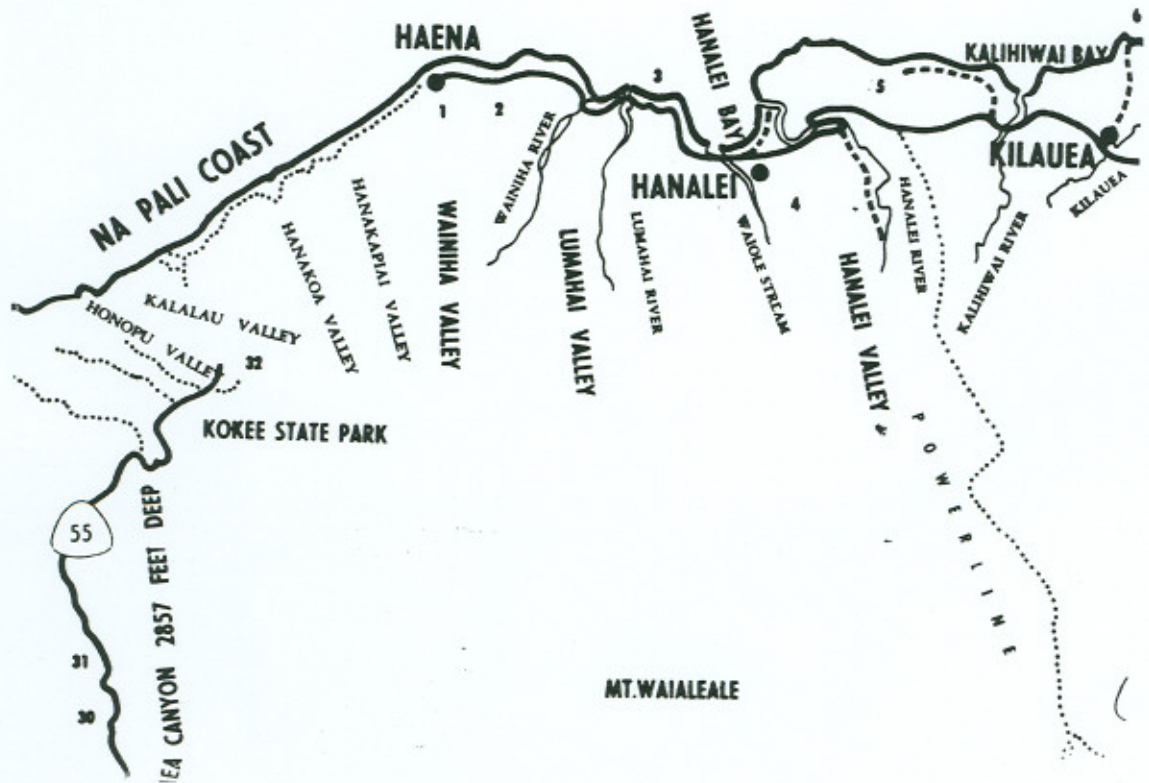 HAENA
HANALEI BAY
KALIHIWAI BAY
6
1
2
3
5
NA PALI COAST
WAINIHA RIVER
HANALEI
4
KILAUEA
KILAUEA
HANAKOA VALLEY
HANAKAPIAI VALLEY
WAINIHA VALLEY
LUMAHAI VALLEY
LUMAHAI RIVER
WAIOLE STREAM
HANALEI VALLEY &
HANALEI RIVER
KALIHIWAI RIVER
KALALAU VALLEY
HONOPU VALLEY
32
KOKEE STATE PARK
POWERLINE
55
CANYON 2857 FEET DEEP
31
30
MT.WAIALEALE